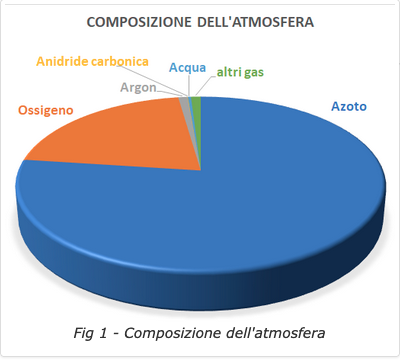 COMPOSIZIONE DELL'ATMOSFERA
Anidride carbonica
Acqua
altri gas
Argon
Ossigeno
Azoto
Fig 1 - Composizione dell'atmosfera